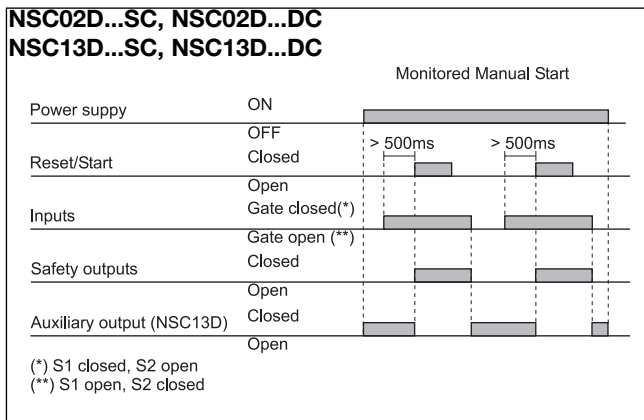 NSC02D...SC, NSC02D...DC
NSC13D...SC, NSC13D...DC
Monitored Manual Start
Power suppy ON
OFF
> 500ms > 500ms
Reset/Start Closed
Open
Inputs Gate closed(*)
Gate open (**)
Safety outputs Closed
Open
Auxiliary output (NSC13D) Closed
Open
(*) S1 closed, S2 open
(**) S1 open, S2 closed